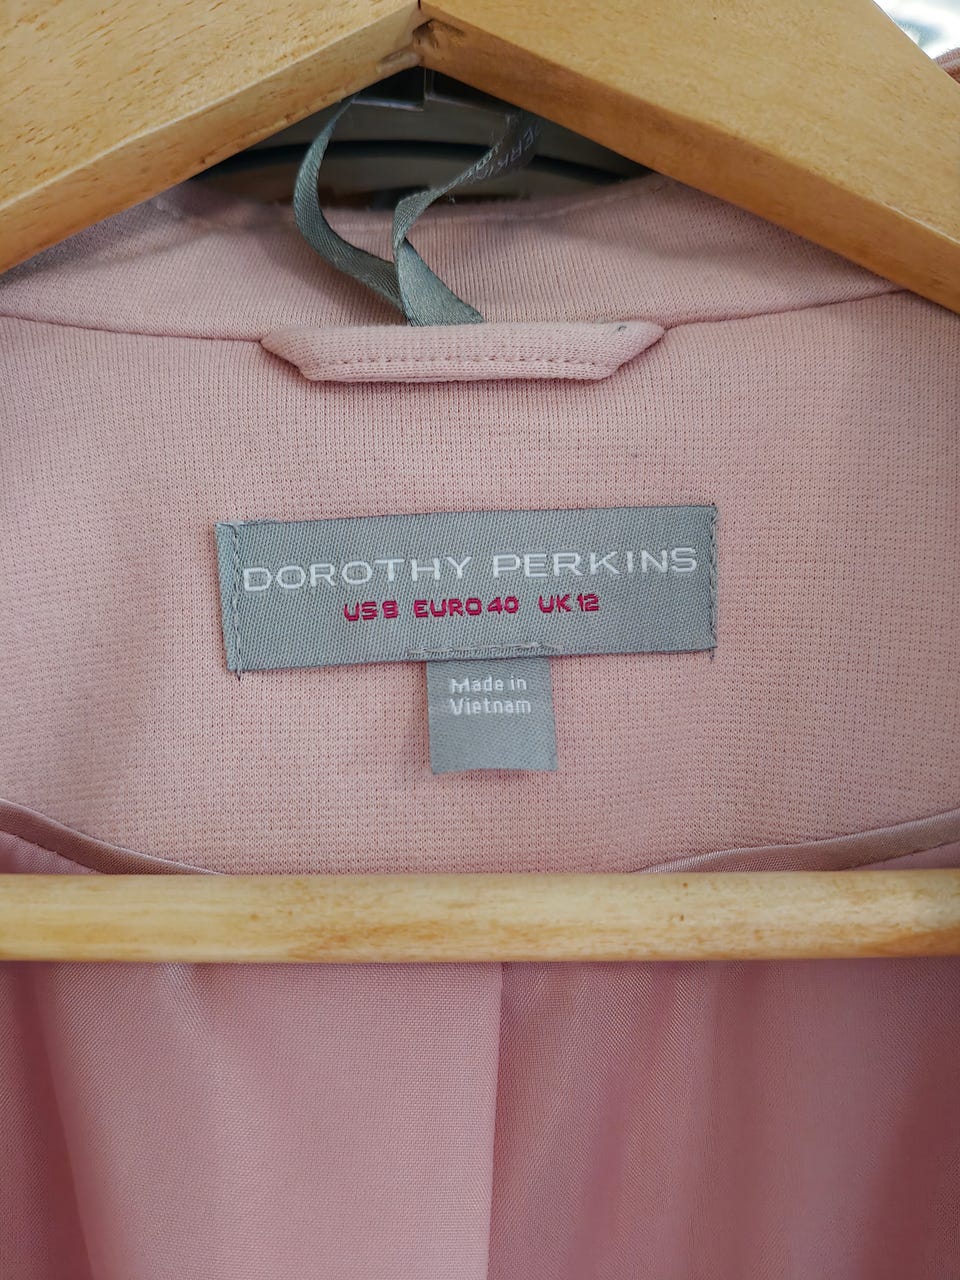 DOROTHY PERKINS
US 8 EURO 40 UK 12
Made in
Vietnam